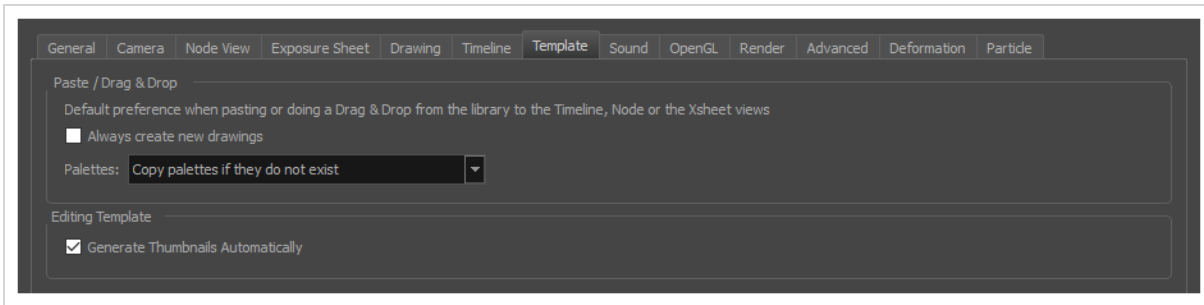 General Camera Node View Exposure Sheet Drawing Timeline Template Sound OpenGL Render Advanced Deformation Particle
Paste / Drag & Drop
Default preference when pasting or doing a Drag & Drop from the library to the Timeline, Node or the Xsheet views
Always create new drawings
Palettes: Copy palettes if they do not exist
Editing Template
Generate Thumbnails Automatically